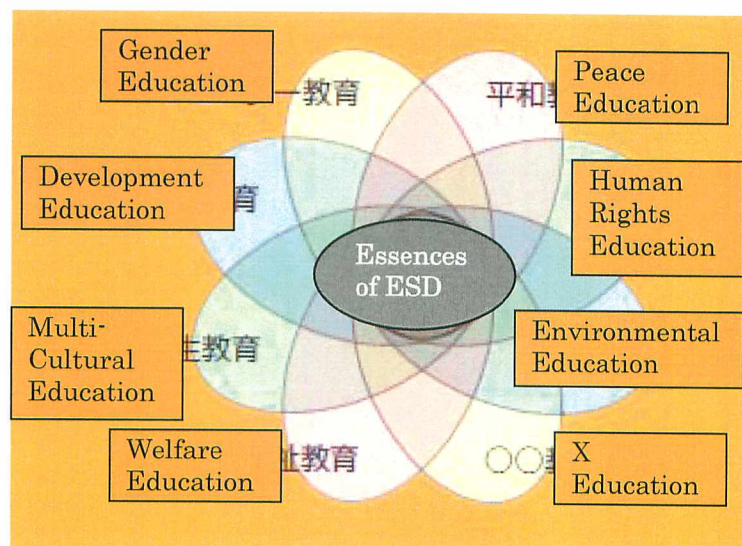 Gender
Education
ー教育
平和
Peace
Education
Development
Education
育
Human
Rights
Education
Essences
of ESD
Multi-
Cultural
Education
生教育
Environmental
Education
Welfare
Education
祉教育
○○
X
Education